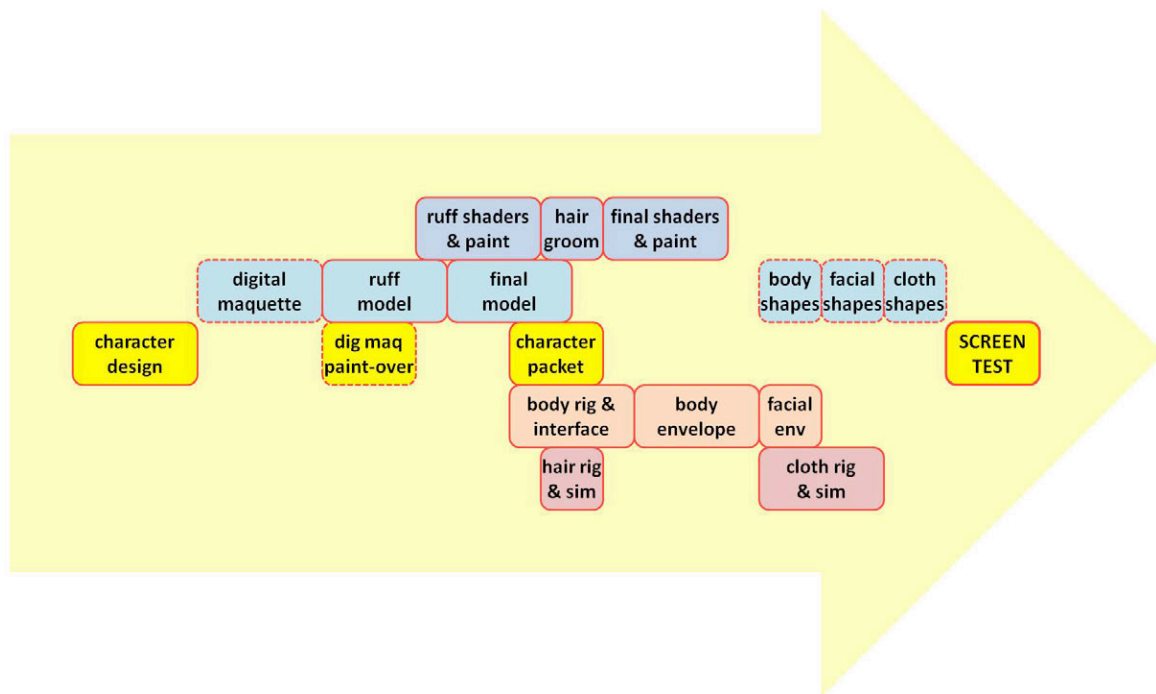 ruff shaders
& paint
hair
groom
final shaders
& paint
digital
maquette
ruff
model
final
model
body
shapes
facial
shapes
cloth
shapes
character
design
dig maq
paint-over
character
packet
SCREEN
TEST
body rig &
interface
body
envelope
facial
env
hair rig
& sim
cloth rig
& sim